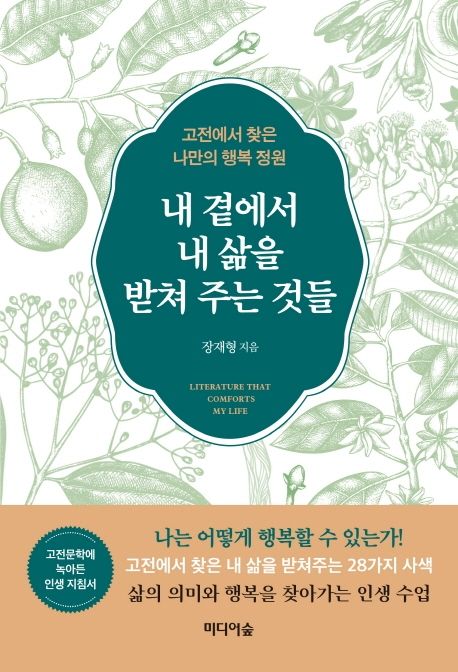 고전에서 찾은
나만의 행복 정원
내 곁에서
내 삶을
받쳐 주는 것들
장재형 지음
LITERATURE THAT
COMFORTS
MY LIFE
고전문학에
녹아든
인생 지침서
나는 어떻게 행복할 수 있는가!
고전에서 찾은 내 삶을 받쳐주는 28가지 사색
삶의 의미와 행복을 찾아가는 인생 수업
미디어숲